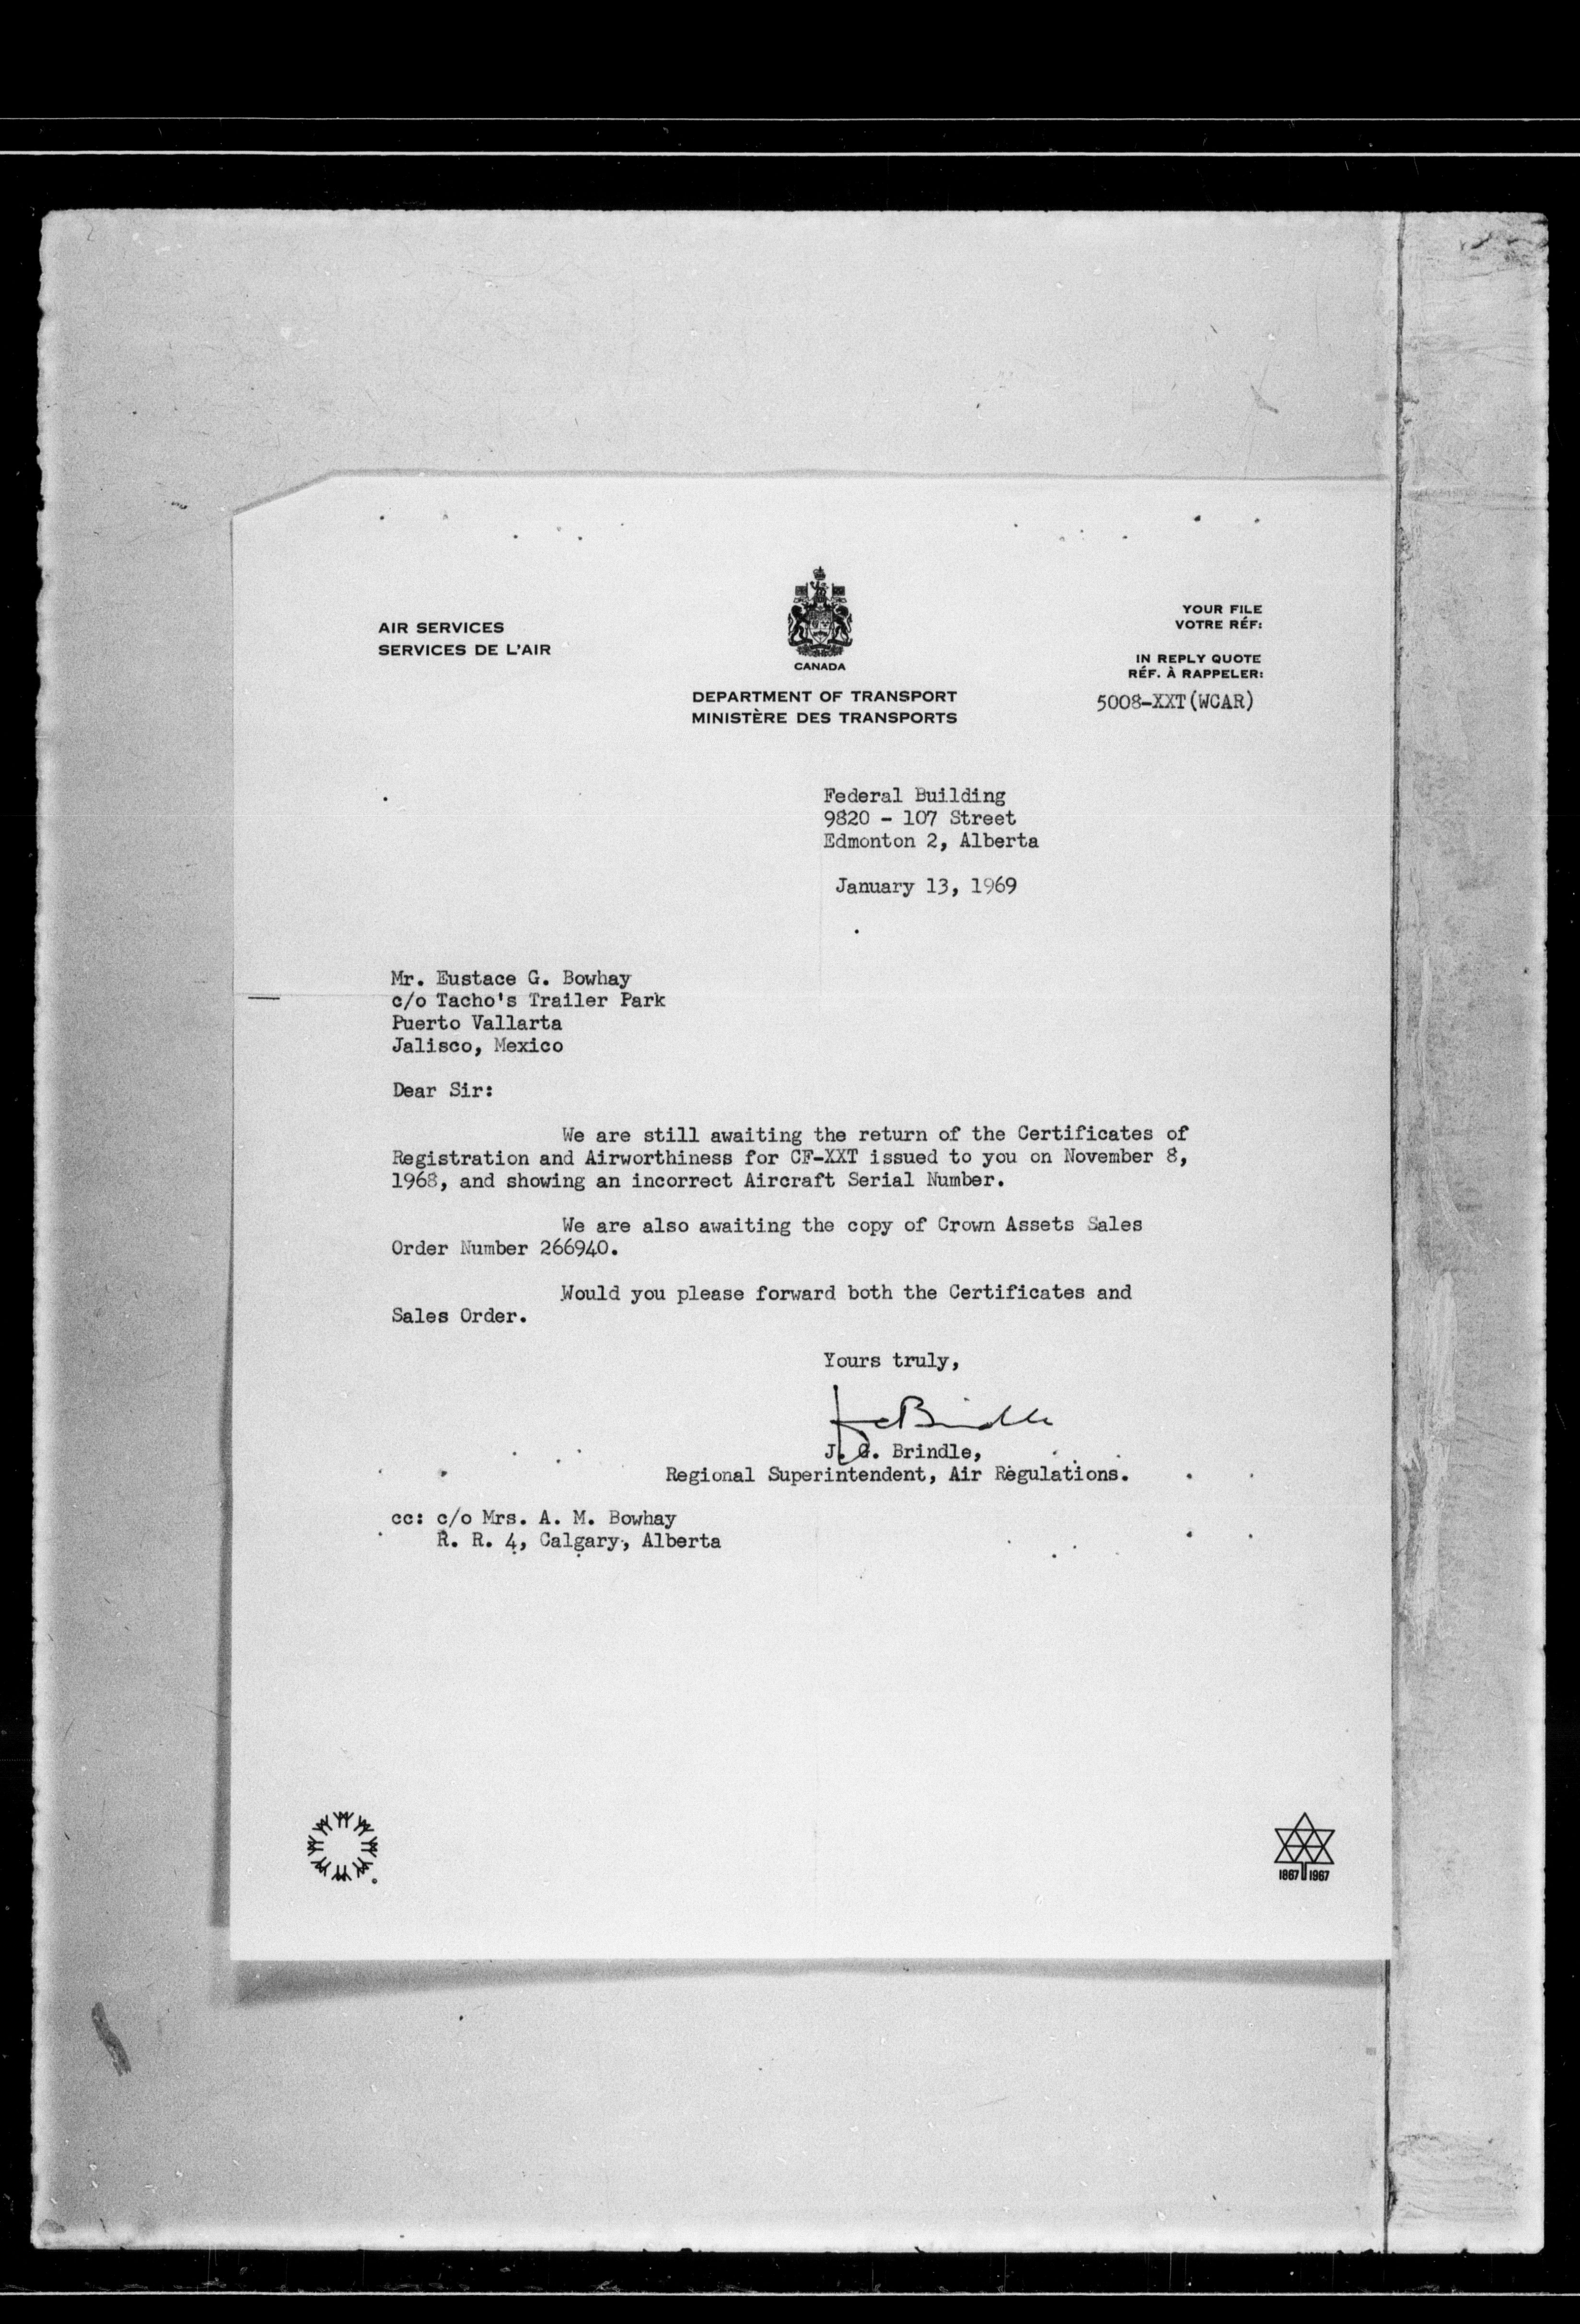 AIR SERVICES
SERVICES DE L'AIR
CANADA
DEPARTMENT OF TRANSPORT
MINISTÈRE DES TRANSPORTS
YOUR FILE
VOTRE RÉF:
IN REPLY QUOTE
RÉF. À RAPPELER:
5008-XXT(WCAR)
Federal Building
9820 - 107 Street
Edmonton 2, Alberta
January 13, 1969
Mr. Eustace G. Bowhay
c/o Tacho's Trailer Park
Puerto Vallarta
Jalisco, Mexico
Dear Sir:
We are still awaiting the return of the Certificates of
Registration and Airworthiness for CF-XXT issued to you on November 8,
1968, and showing an incorrect Aircraft Serial Number.
We are also awaiting the copy of Crown Assets Sales
Order Number 266940.
Would you please forward both the Certificates and
Sales Order.
Yours truly,
J G Brindle
J. G. Brindle,
Regional Superintendent, Air Regulations.
cc: c/o Mrs. A. M. Bowhay
R. R. 4, Calgary, Alberta
1867 1967